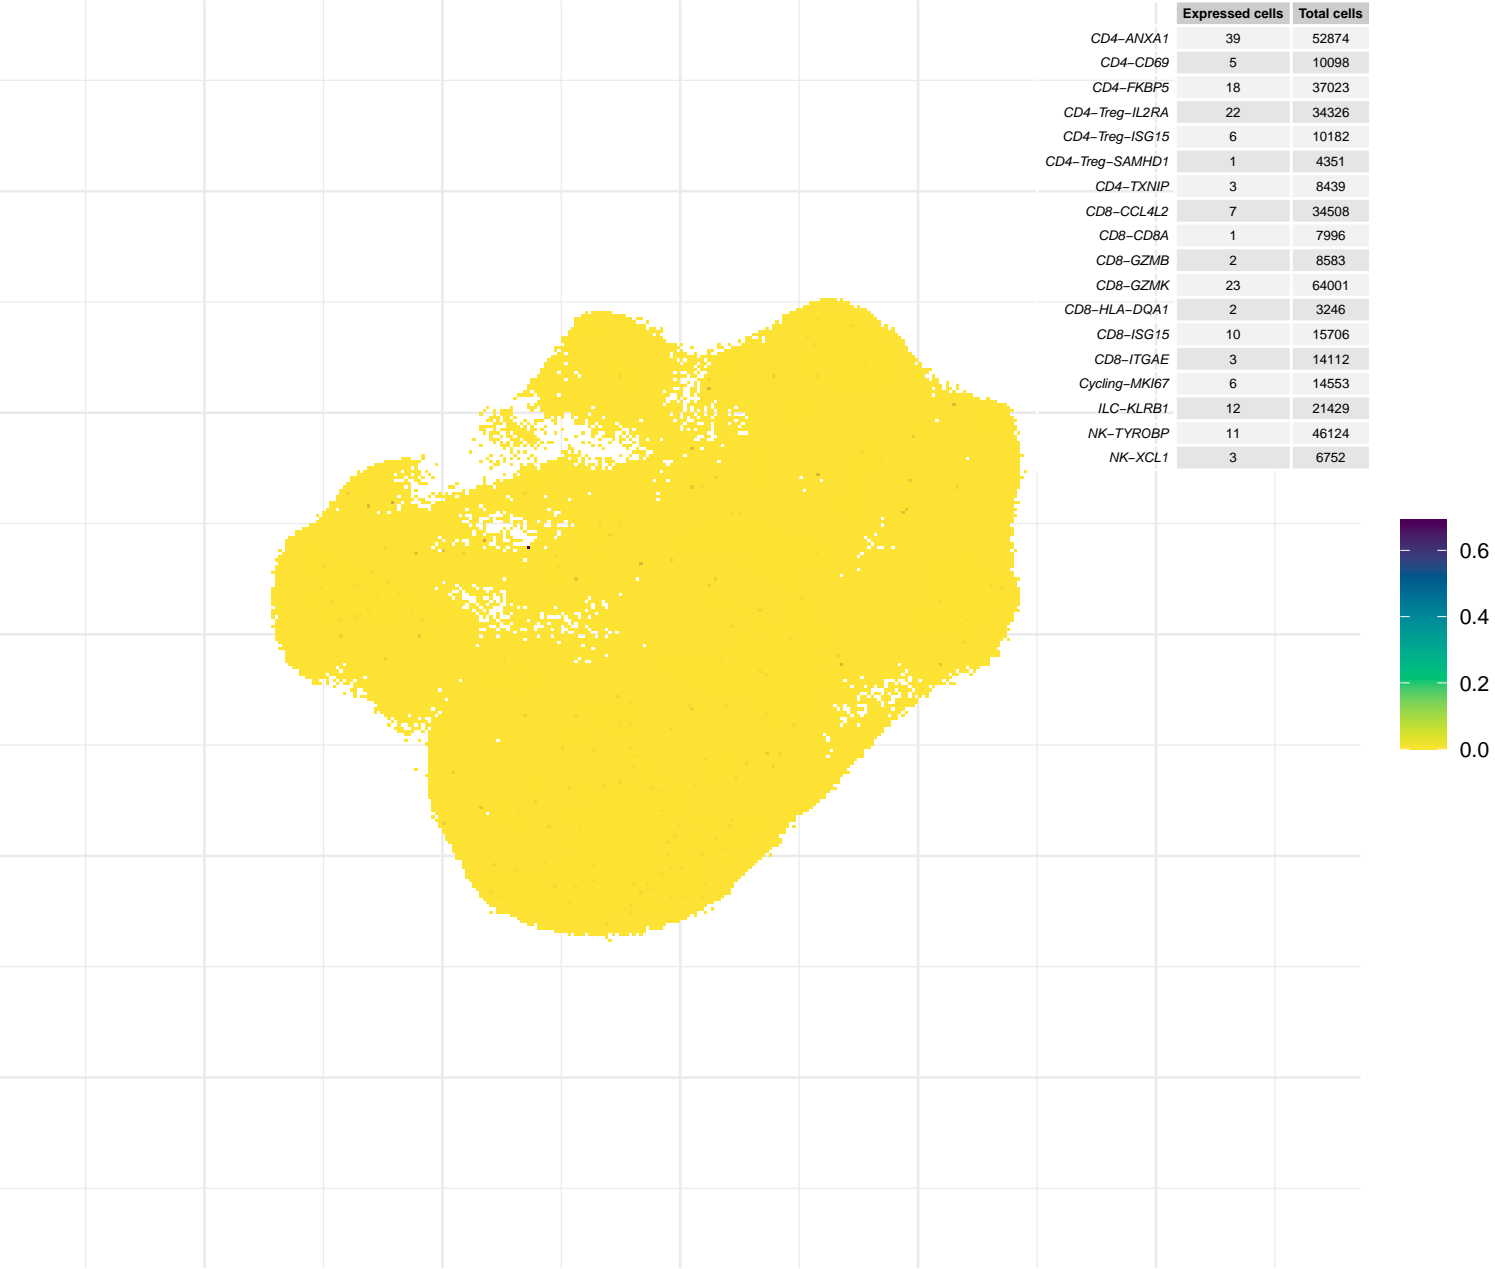 Expressed cells Total cells
CD4−ANXA1 39 52874
CD4−CD69 5 10098
CD4−FKBP5 18 37023
CD4−Treg−IL2RA 22 34326
CD4−Treg−ISG15 6 10182
CD4−Treg−SAMHD1 1 4351
CD4−TXNIP 3 8439
CD8−CCL4L2 7 34508
CD8−CD8A 1 7996
CD8−GZMB 2 8583
CD8−GZMK 23 64001
CD8−HLA−DQA1 2 3246
CD8−ISG15 10 15706
CD8−ITGAE 3 14112
Cycling−MKI67 6 14553
ILC−KLRB1 12 21429
NK−TYROBP 11 46124
NK−XCL1 3 6752
0.6
0.4
0.2
0.0